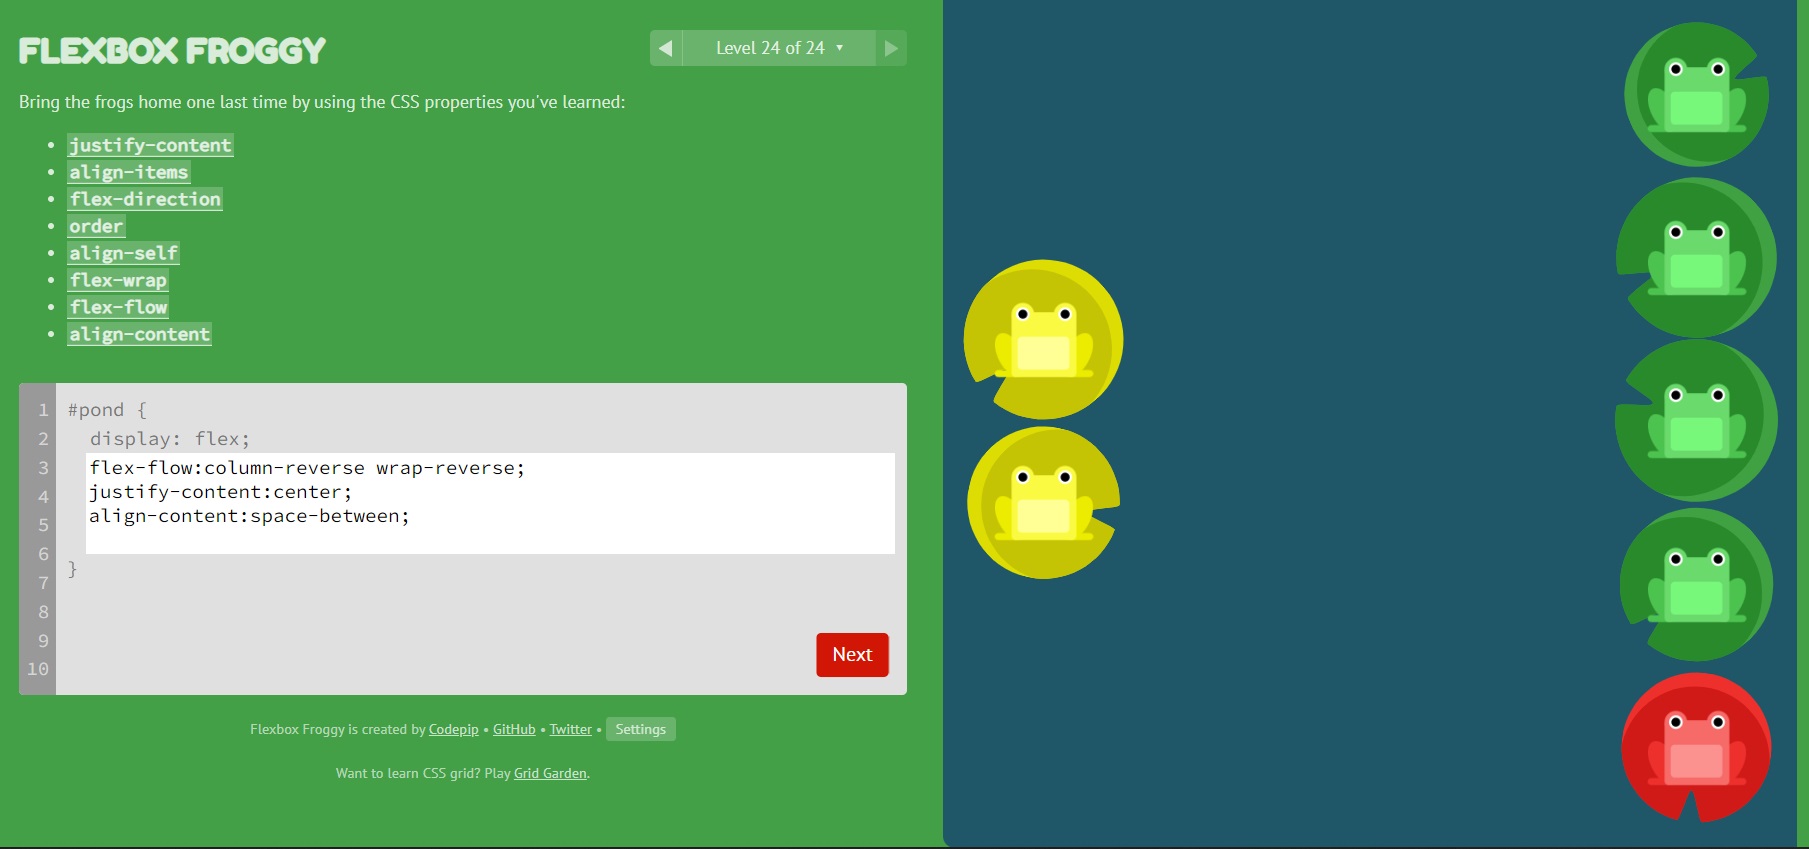 FLEXBOX FROGGY
◀ Level 24 of 24 ▾ ▶
Bring the frogs home one last time by using the CSS properties you've learned:
• justify-content
• align-items
• flex-direction
• order
• align-self
• flex-wrap
• flex-flow
• align-content
1 #pond {
2 display: flex;
3 flex-flow:column-reverse wrap-reverse;
4 justify-content:center;
5 align-content:space-between;
6 }
7
8
9
10
Next
Flexbox Froggy is created by Codepip • GitHub • Twitter • Settings
Want to learn CSS grid? Play Grid Garden.